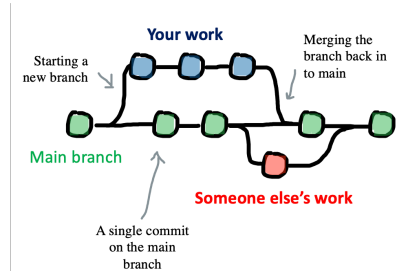 Your work
Starting a
new branch
Merging the
branch back in
to main
Main branch
Someone else's work
A single commit
on the main
branch